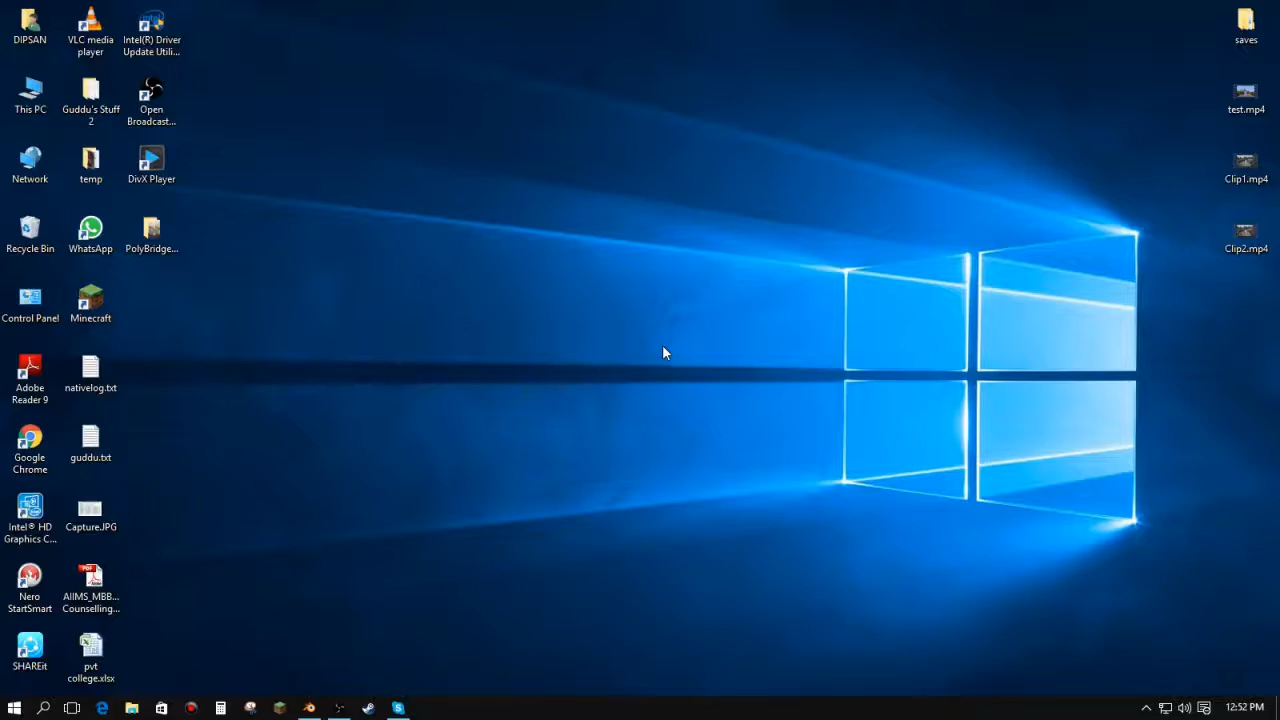 DIPSAN
VLC media
player
Intel(R) Driver
Update Utili...
This PC
Guddu's Stuff
2
Open
Broadcast...
Network
temp
DivX Player
Recycle Bin
WhatsApp
PolyBridge...
Control Panel
Minecraft
Adobe
Reader 9
nativelog.txt
Google
Chrome
guddu.txt
Intel® HD
Graphics C...
Capture.JPG
Nero
StartSmart
PDF
AIIMS_MBB...
Counselling...
SHAREit
pvt
college.xlsx
saves
test.mp4
Clip1.mp4
Clip2.mp4
12:52 PM